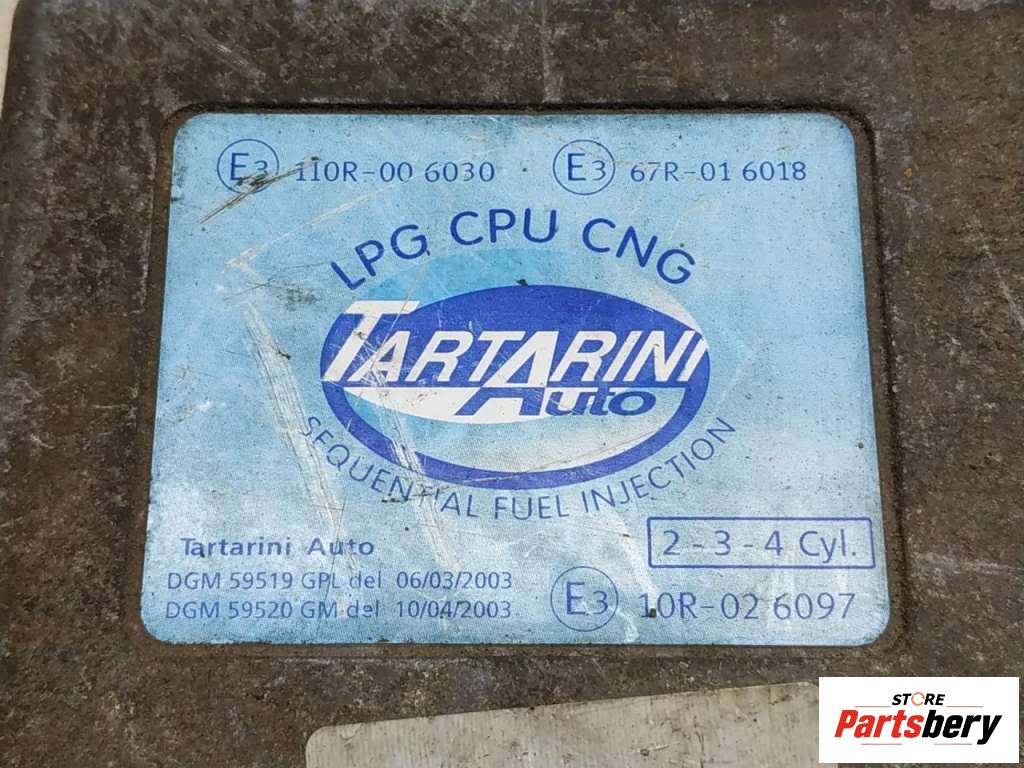 E3 110R-00 6030 E3 67R-01 6018
LPG CPU CNG
TARTARINI
AUTO
SEQUENTIAL FUEL INJECTION
2 - 3 - 4 Cyl.
Tartarini Auto
DGM 59519 GPL del 06/03/2003
DGM 59520 GM del 10/04/2003
E3 10R-02 6097
STORE
Partsbery